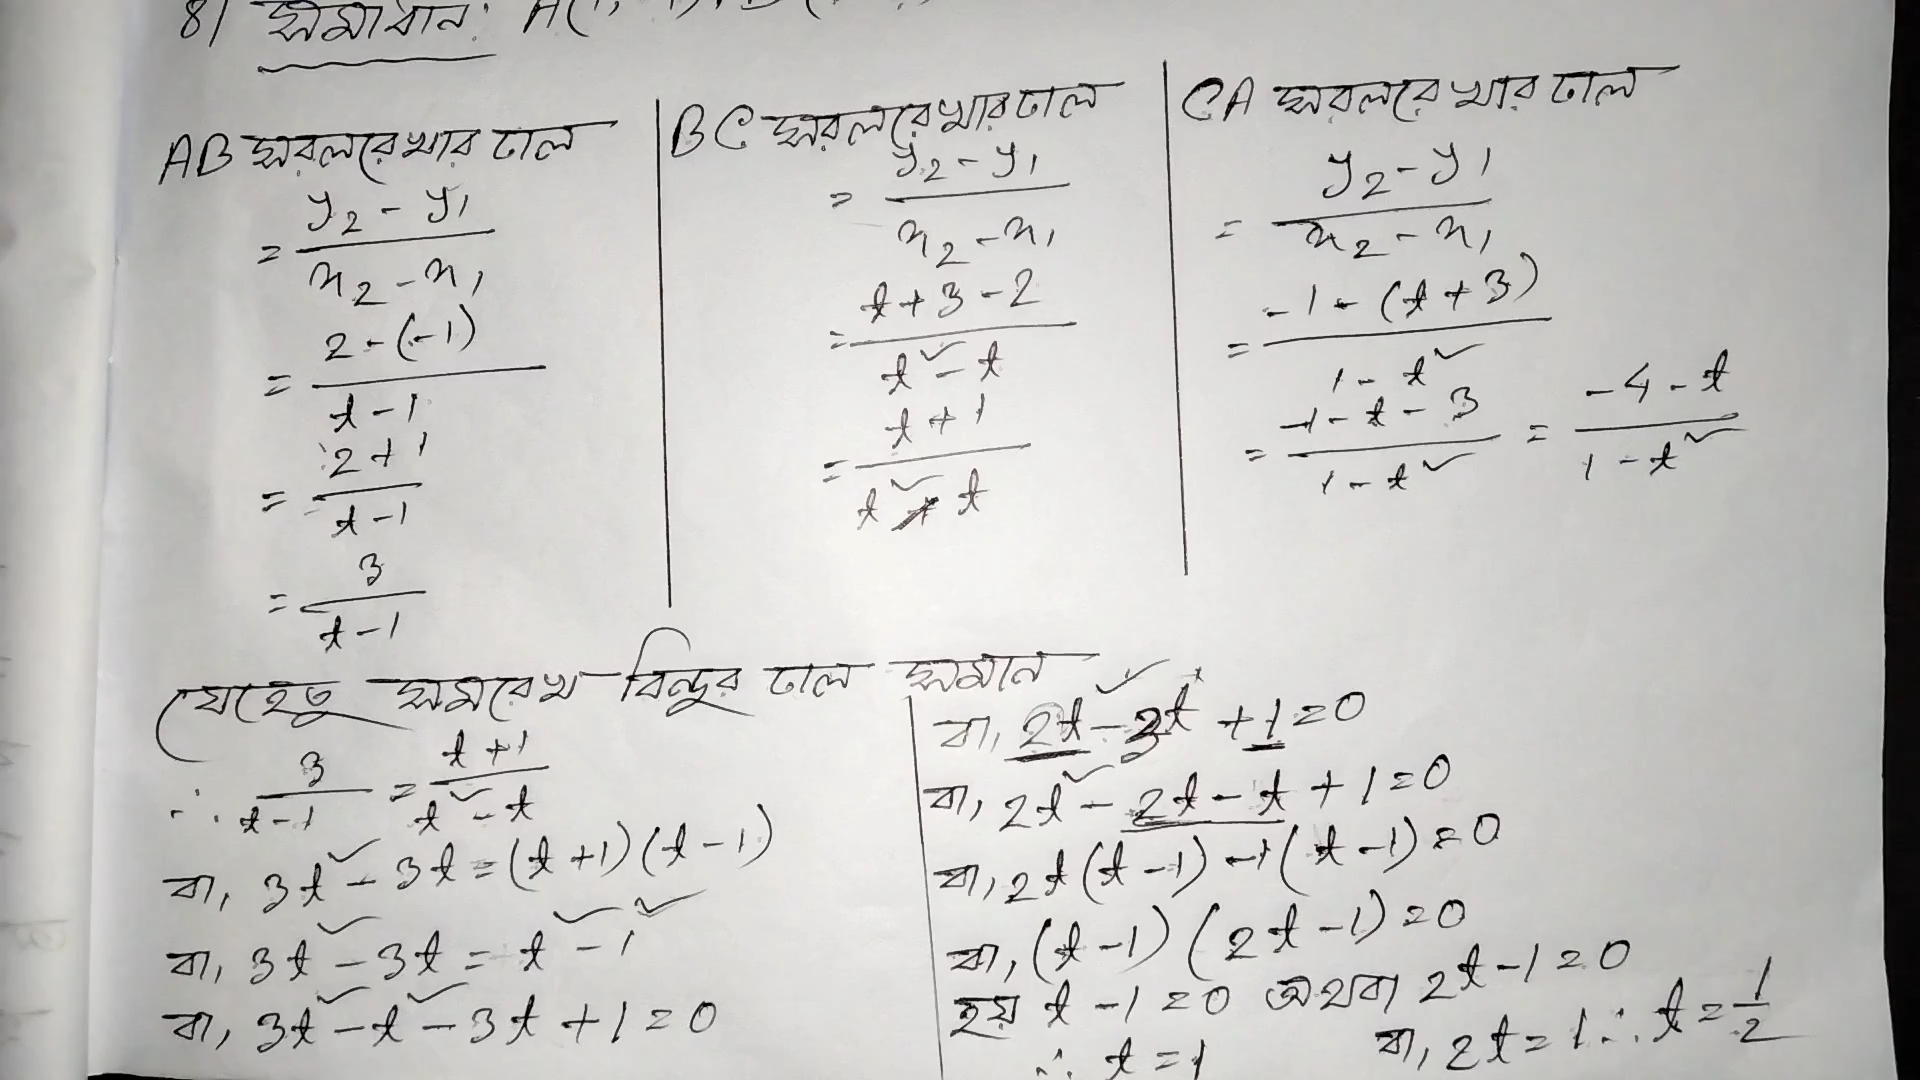 8। সমাধান:
AB সরলরেখার ঢাল
= y₂ - y₁ / x₂ - x₁
= 2 - (-1) / t - 1
= 2 + 1 / t - 1
= 3 / t - 1
BC সরলরেখার ঢাল
= y₂ - y₁ / x₂ - x₁
= t + 3 - 2 / t² - t
= t + 1 / t² - t
CA সরলরেখার ঢাল
= y₂ - y₁ / x₂ - x₁
= -1 - (t + 3) / 1 - t²
= -1 - t - 3 / 1 - t² = -4 - t / 1 - t²
যেহেতু সমরেখ বিন্দুর ঢাল সমান
∴ 3 / t - 1 = t + 1 / t² - t
বা, 3t² - 3t = (t + 1) (t - 1)
বা, 3t² - 3t = t² - 1²
বা, 3t² - t² - 3t + 1 = 0
বা, 2t² - 3t + 1 = 0
বা, 2t² - 2t - t + 1 = 0
বা, 2t (t - 1) - 1 (t - 1) = 0
বা, (t - 1) (2t - 1) = 0
হয় t - 1 = 0 অথবা 2t - 1 = 0
∴ t = 1 বা, 2t = 1 ∴ t = 1/2